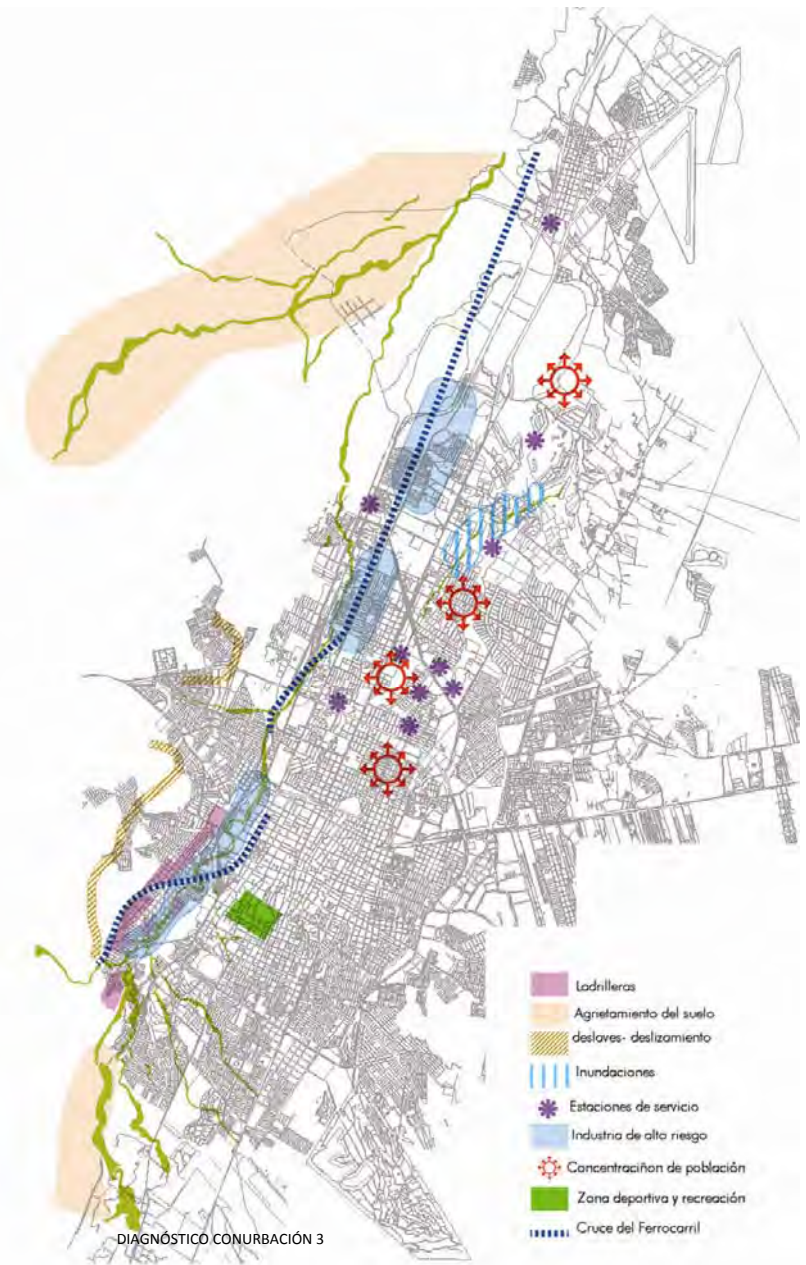 Ladrilleras
Agrietamiento del suelo
deslaves- deslizamiento
Inundaciones
Estaciones de servicio
Industria de alto riesgo
Concentraciñon de población
Zona deportiva y recreación
Cruce del Ferrocarril
DIAGNÓSTICO CONURBACIÓN 3